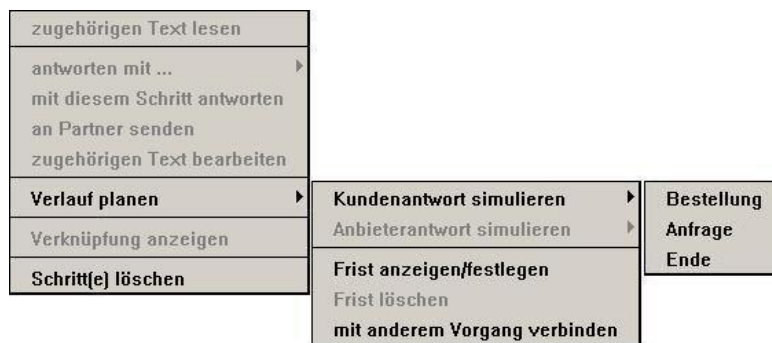 zugehörigen Text lesen
antworten mit ...
mit diesem Schritt antworten
an Partner senden
zugehörigen Text bearbeiten
Verlauf planen
Verknüpfung anzeigen
Schritt(e) löschen
Kundenantwort simulieren
Anbieterantwort simulieren
Frist anzeigen/festlegen
Frist löschen
mit anderem Vorgang verbinden
Bestellung
Anfrage
Ende